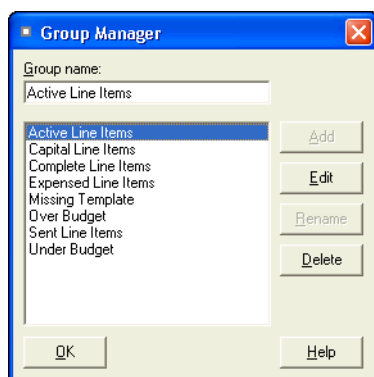 Group Manager
Group name:
Active Line Items
Active Line Items
Capital Line Items
Complete Line Items
Expensed Line Items
Missing Template
Over Budget
Sent Line Items
Under Budget
Add
Edit
Rename
Delete
OK
Help